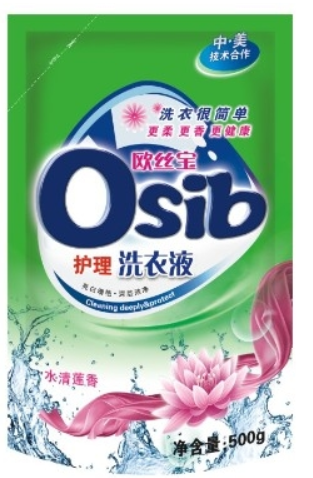 中·美
技术合作
洗衣很简单
更柔 更香 更健康
欧丝宝
Osib
护理 洗衣液
Cleaning deeply&protect
水清莲香
净含量:500g